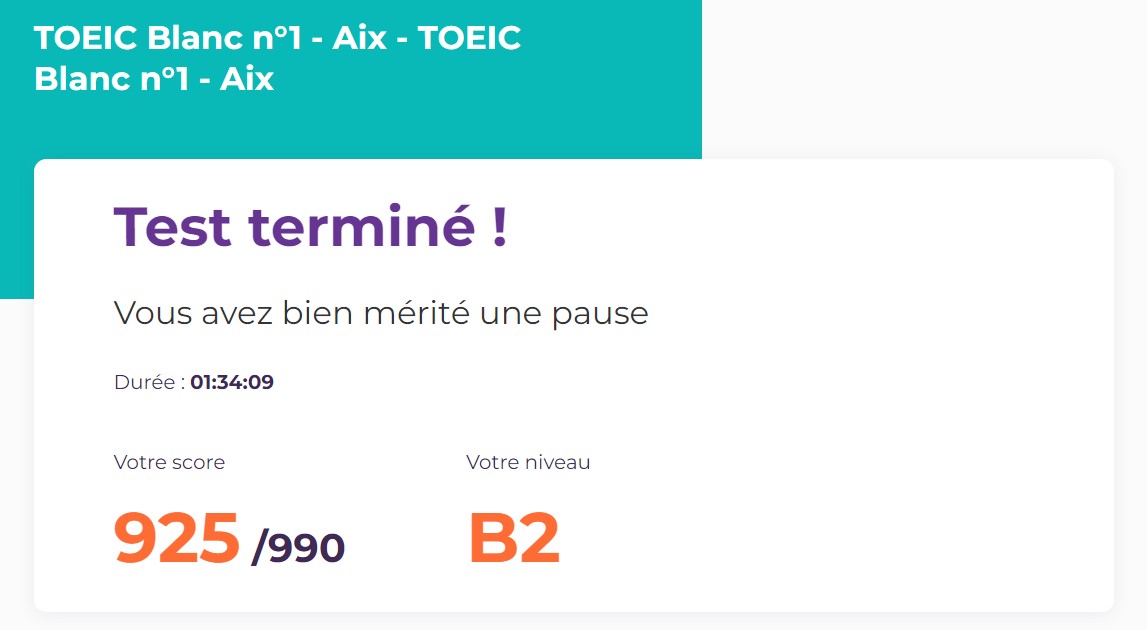 TOEIC Blanc n°1 - Aix - TOEIC
Blanc n°1 - Aix
Test terminé !
Vous avez bien mérité une pause
Durée : 01:34:09
Votre score
Votre niveau
925 /990
B2